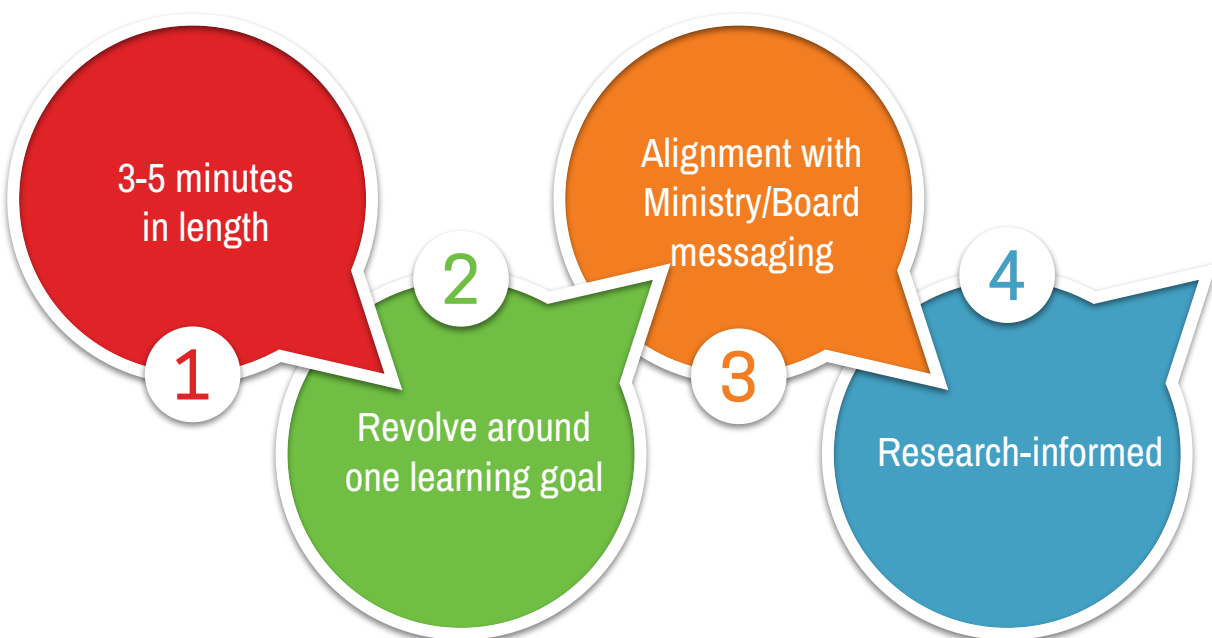 1
3-5 minutes
in length
2
Revolve around
one learning goal
3
Alignment with
Ministry/Board
messaging
4
Research-informed